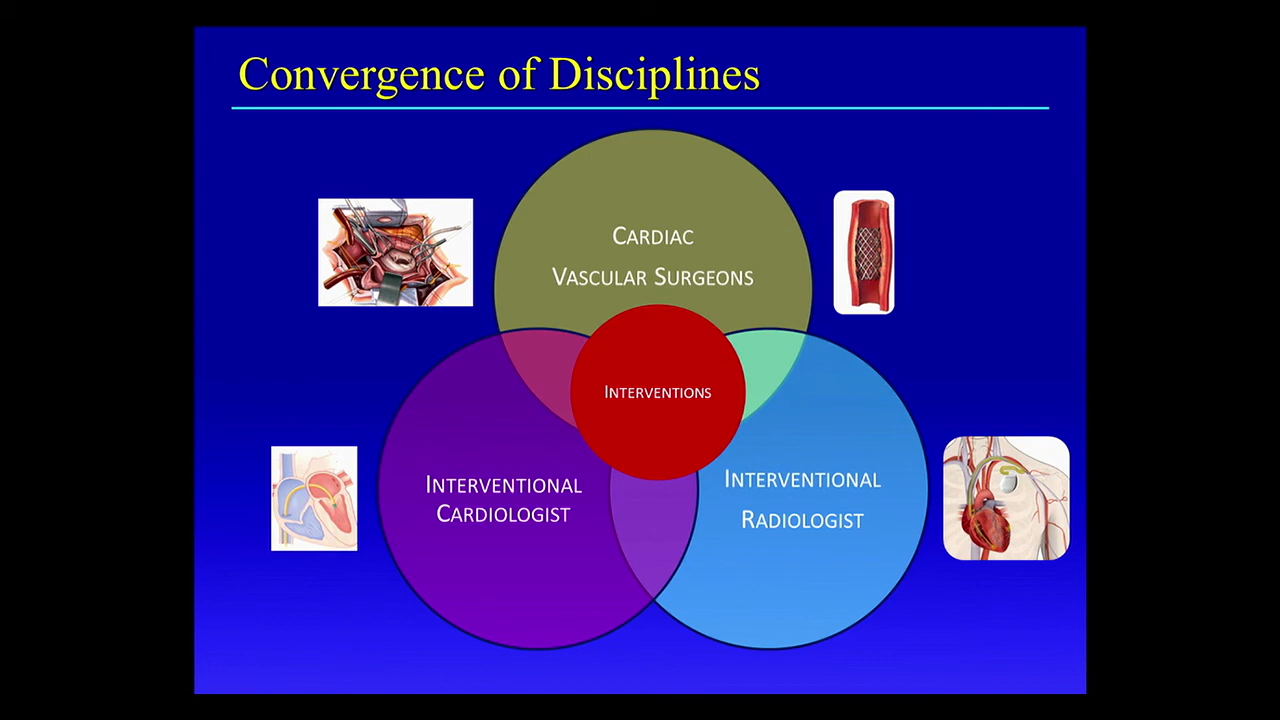 Convergence of Disciplines
CARDIAC
VASCULAR SURGEONS
INTERVENTIONS
INTERVENTIONAL
CARDIOLOGIST
INTERVENTIONAL
RADIOLOGIST